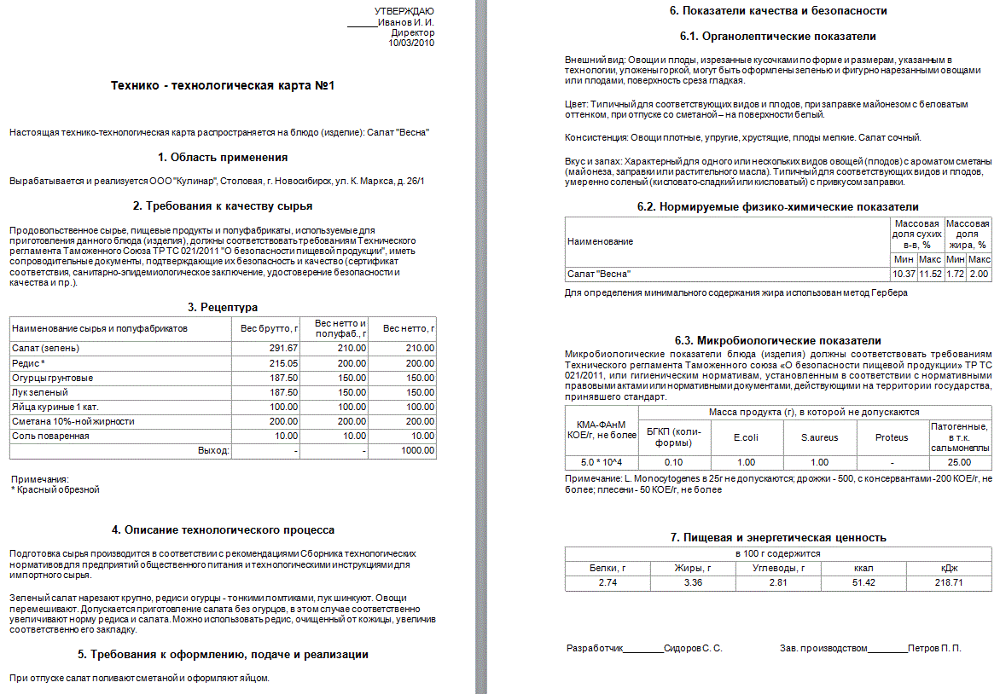 УТВЕРЖДАЮ
______Иванов И. И.
Директор
10/03/2010
Технико - технологическая карта №1
Настоящая технико-технологическая карта распространяется на блюдо (изделие): Салат "Весна"
1. Область применения
Вырабатывается и реализуется ООО "Кулинар", Столовая, г. Новосибирск, ул. К. Маркса, д. 26/1
2. Требования к качеству сырья
Продовольственное сырье, пищевые продукты и полуфабрикаты, используемые для
приготовления данного блюда (изделия), должны соответствовать требованиям Технического
регламента Таможенного Союза ТР ТС 021/2011 "О безопасности пищевой продукции", иметь
сопроводительные документы, подтверждающие их безопасность и качество (сертификат
соответствия, санитарно-эпидемиологическое заключение, удостоверение безопасности и
качества и пр.).
3. Рецептура
Наименование сырья и полуфабрикатов Вес брутто, г Вес нетто и полуфаб., г Вес нетто, г
Салат (зелень) 291.67 210.00 210.00
Редис * 215.05 200.00 200.00
Огурцы грунтовые 187.50 150.00 150.00
Лук зеленый 187.50 150.00 150.00
Яйца куриные 1 кат. 100.00 100.00 100.00
Сметана 10%-ной жирности 200.00 200.00 200.00
Соль поваренная 10.00 10.00 10.00
Выход: - - 1000.00
Примечания:
* Красный обрезной
4. Описание технологического процесса
Подготовка сырья производится в соответствии с рекомендациями Сборника технологических
нормативов для предприятий общественного питания и технологическими инструкциями для
импортного сырья.
Зеленый салат нарезают крупно, редис и огурцы - тонкими ломтиками, лук шинкуют. Овощи
перемешивают. Допускается приготовление салата без огурцов, в этом случае соответственно
увеличивают норму редиса и салата. Можно использовать редис, очищенный от кожицы, увеличив
соответственно его закладку.
5. Требования к оформлению, подаче и реализации
При отпуске салат поливают сметаной и оформляют яйцом.
6. Показатели качества и безопасности
6.1. Органолептические показатели
Внешний вид: Овощи и плоды, изрезанные кусочками по форме и размерам, указанным в
технологии, уложены горкой, могут быть оформлены зеленью и фигурно нарезанными овощами
или плодами, поверхность среза гладкая.
Цвет: Типичный для соответствующих видов и плодов, при заправке майонезом с беловатым
оттенком, при отпуске со сметаной – на поверхности белый.
Консистенция: Овощи плотные, упругие, хрустящие, плоды мелкие. Салат сочный.
Вкус и запах: Характерный для одного или нескольких видов овощей (плодов) с ароматом сметаны
(майонеза, заправки или растительного масла). Типичный для соответствующих видов и плодов,
умеренно соленый (кисловато-сладкий или кисловатый) с привкусом заправки.
6.2. Нормируемые физико-химические показатели
Наименование Массовая доля сухих в-в, % Массовая доля жира, %
Мин Макс Мин Макс
Салат "Весна" 10.37 11.52 1.72 2.00
Для определения минимального содержания жира использован метод Гербера
6.3. Микробиологические показатели
Микробиологические показатели блюда (изделия) должны соответствовать требованиям
Технического регламента Таможенного союза «О безопасности пищевой продукции» ТР ТС
021/2011, или гигиеническим нормативам, установленным в соответствии с нормативными
правовыми актами или нормативными документами, действующими на территории государства,
принявшего стандарт.
КМА-ФАнМ КОЕ/г, не более Масса продукта (г), в которой не допускаются
БГКП (коли-формы) E.coli S.aureus Proteus Патогенные, в т.к. сальмонеллы
5.0 * 10^4 0.10 1.00 1.00 - 25.00
Примечание: L. Monocytogenes в 25г не допускаются; дрожжи - 500, с консервантами -200 КОЕ/г, не
более; плесени - 50 КОЕ/г, не более
7. Пищевая и энергетическая ценность
в 100 г содержится
Белки, г Жиры, г Углеводы, г ккал кДж
2.74 3.36 2.81 51.42 218.71
Разработчик________Сидоров С. С. Зав. производством________Петров П. П.